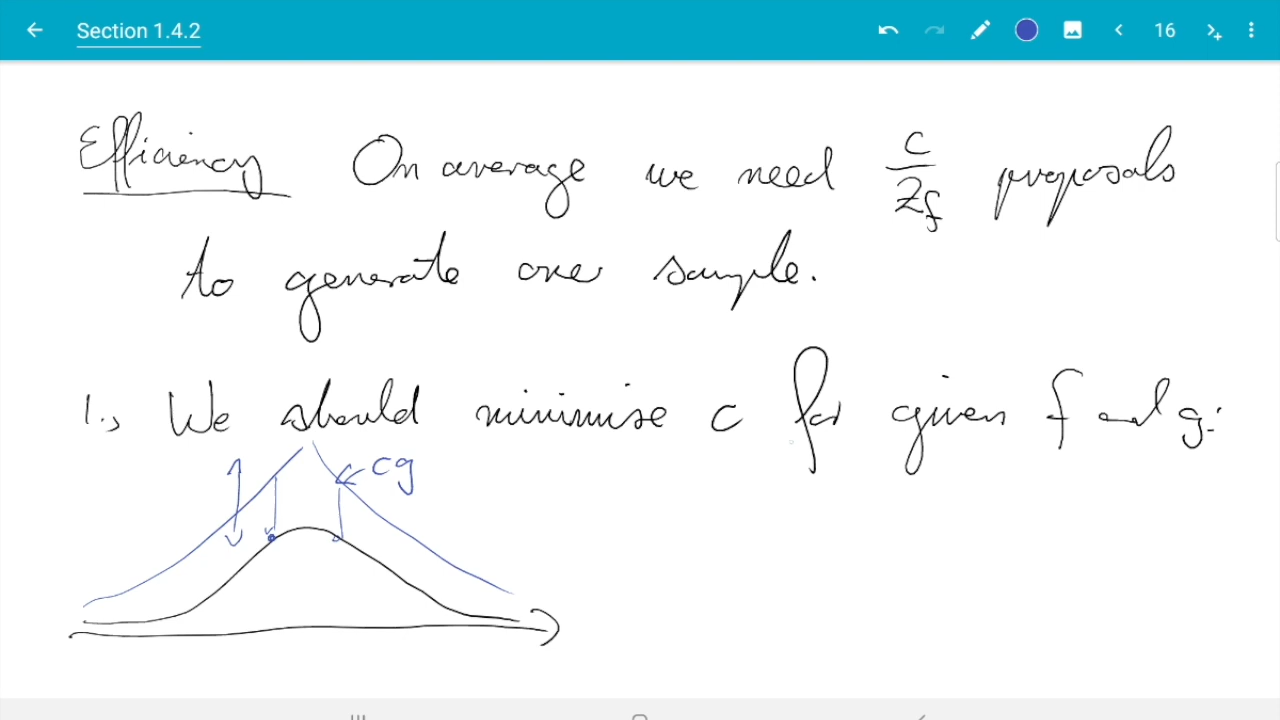 Section 1.4.2
16
Efficiency On average we need c/Z_f proposals
to generate one sample.
1., We should minimise c for given f and g:
cg